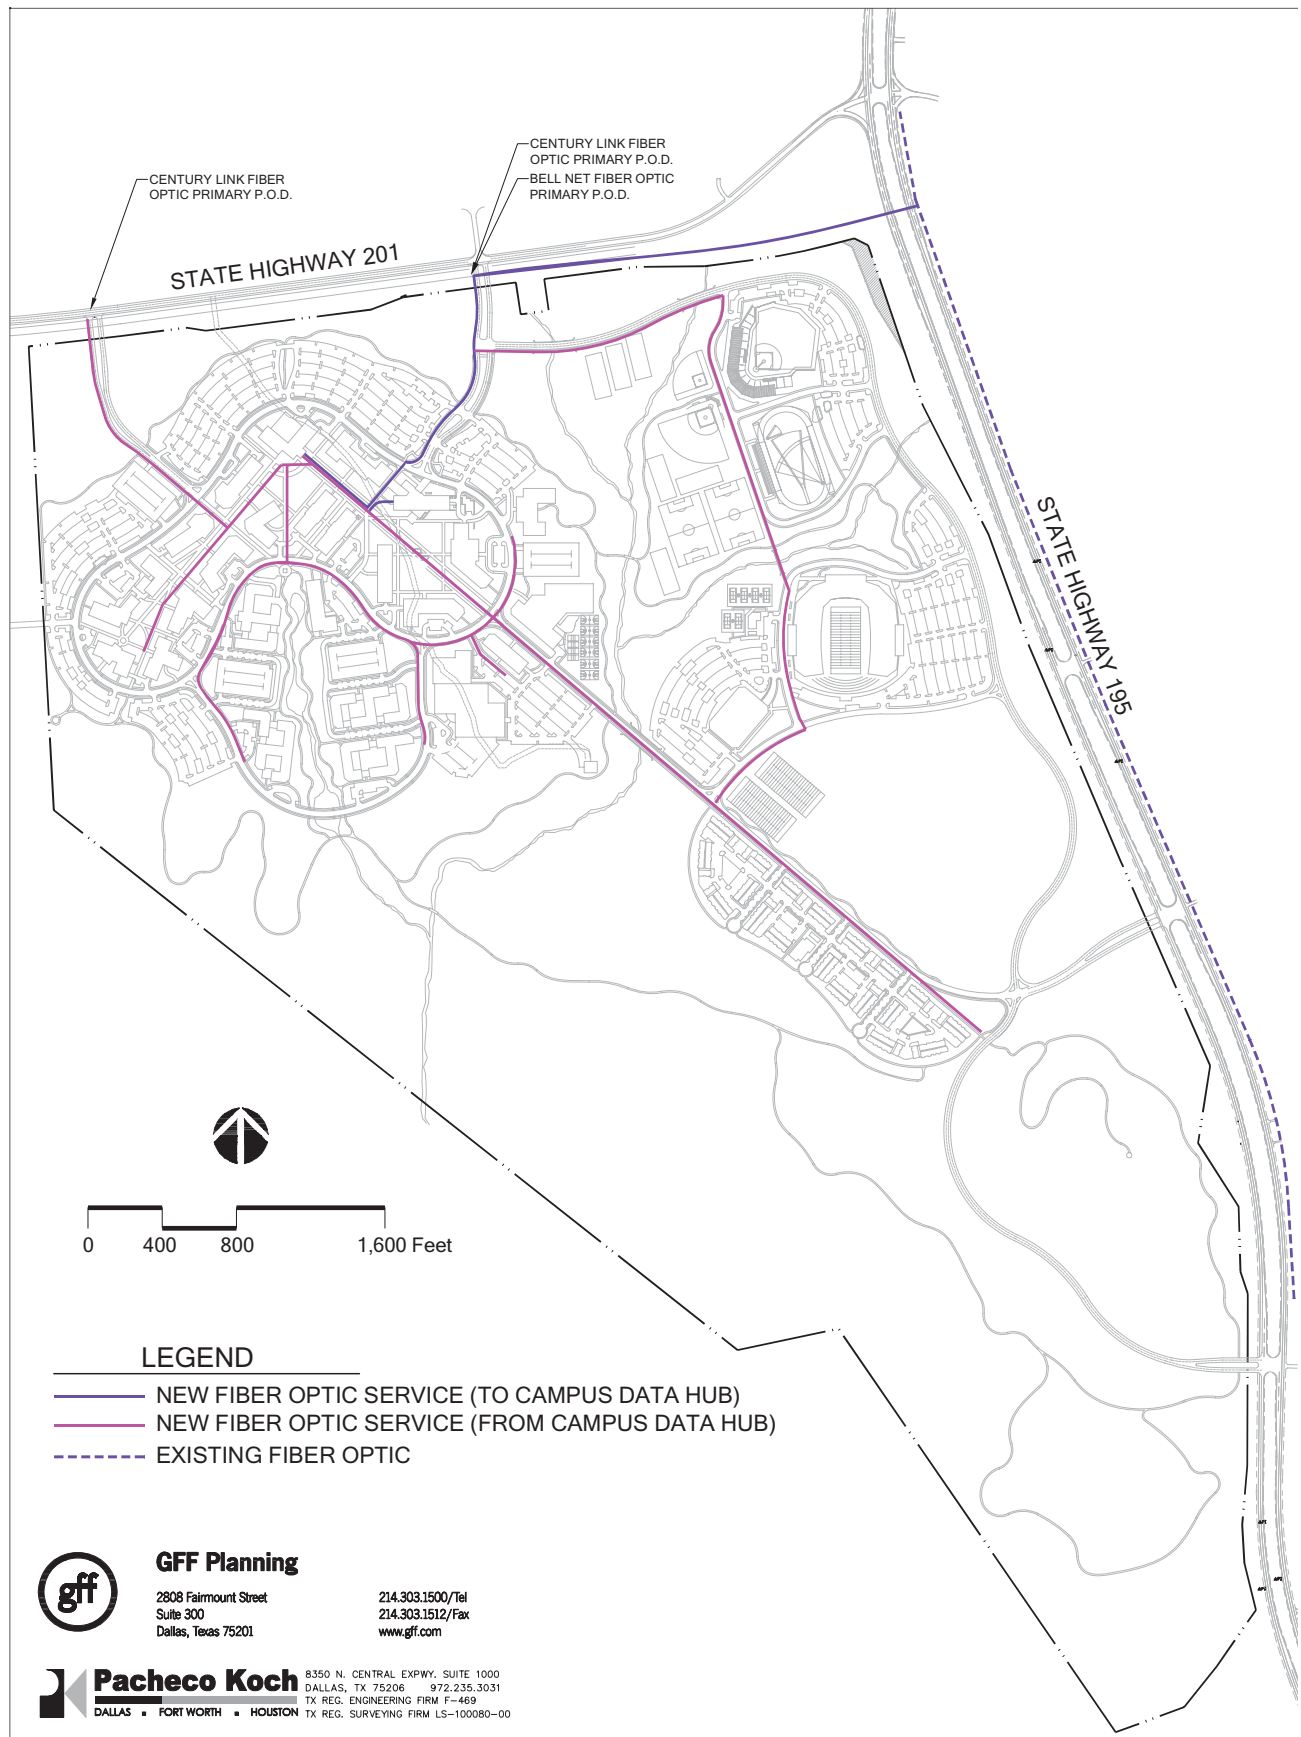 CENTURY LINK FIBER
OPTIC PRIMARY P.O.D.
BELL NET FIBER OPTIC
PRIMARY P.O.D.
CENTURY LINK FIBER
OPTIC PRIMARY P.O.D.
STATE HIGHWAY 201
STATE HIGHWAY 195
0 400 800 1,600 Feet
LEGEND
NEW FIBER OPTIC SERVICE (TO CAMPUS DATA HUB)
NEW FIBER OPTIC SERVICE (FROM CAMPUS DATA HUB)
EXISTING FIBER OPTIC
gff
GFF Planning
2808 Fairmount Street
Suite 300
Dallas, Texas 75201
214.303.1500/Tel
214.303.1512/Fax
www.gff.com
Pacheco Koch
DALLAS ■ FORT WORTH ■ HOUSTON
8350 N. CENTRAL EXPWY. SUITE 1000
DALLAS, TX 75206 972.235.3031
TX REG. ENGINEERING FIRM F-469
TX REG. SURVEYING FIRM LS-100080-00